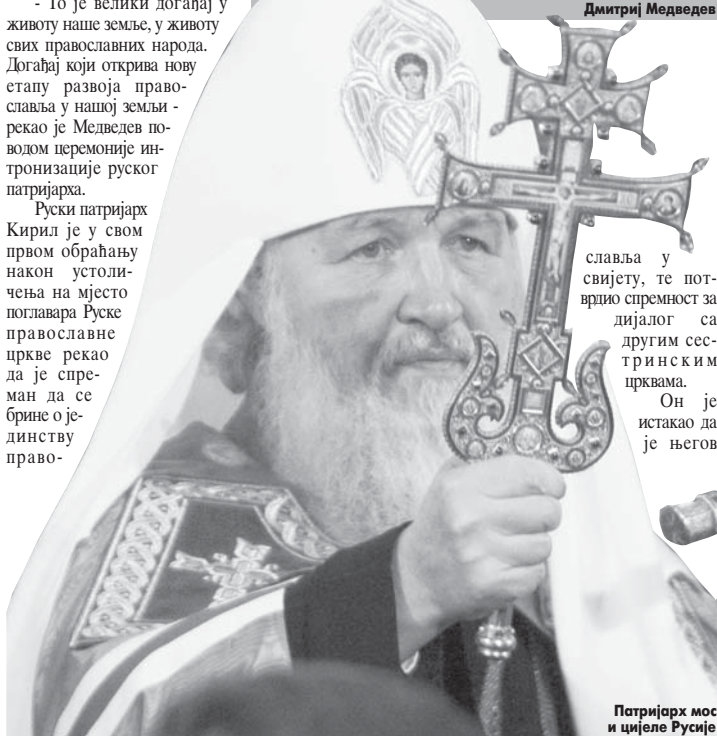 Дмитриј Медведев
- То је велики догађај у
животу наше земље, у животу
свих православних народа.
Догађај који открива нову
етапу развоја право-
славља у нашој земљи -
рекао је Медведев по-
водом церемоније ин-
тронизације руског
патријарха.
Руски патријарх
Кирил је у свом
првом обраћању
након устоли-
чења на мјесто
поглавара Руске
православне
цркве рекао
да је спре-
ман да се
брине о је-
динству
право-
славља у
свијету, те пот-
врдио спремност за
дијалог са
другим сес-
тринским
црквама.
Он је
истакао да
је његов
Патријарх мос
и цијеле Русије